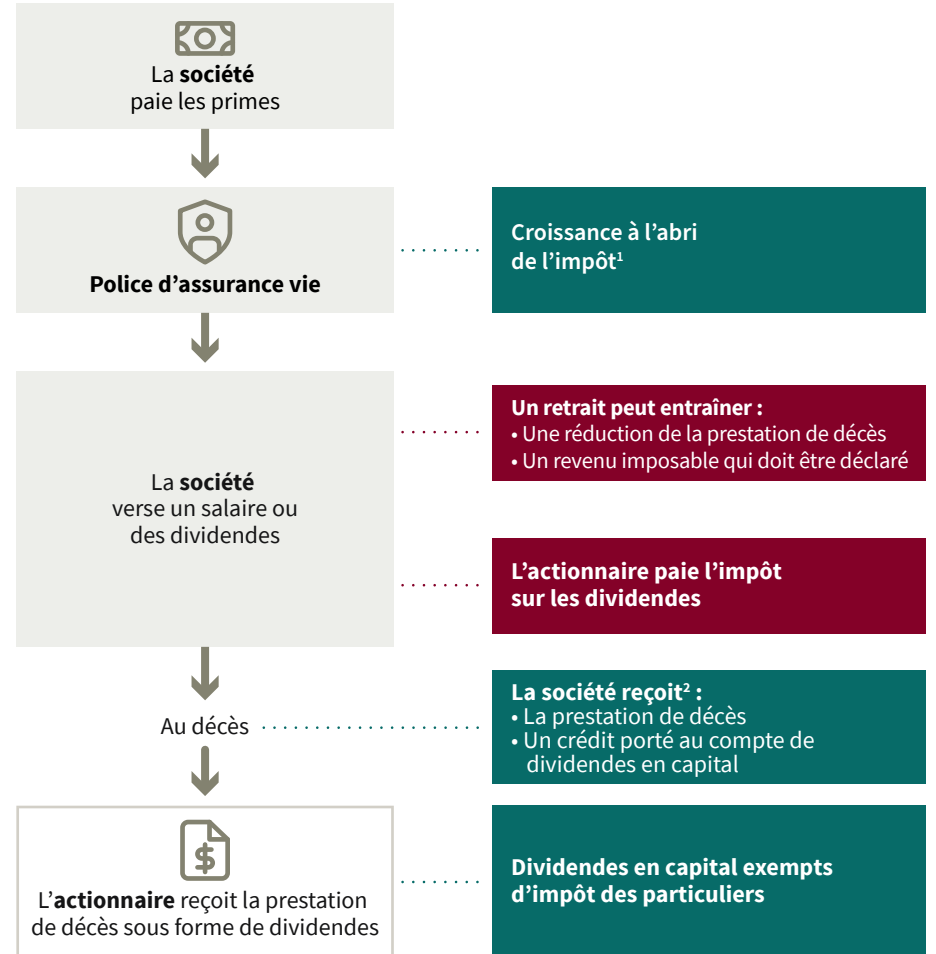 La société
paie les primes
Police d’assurance vie
Croissance à l’abri
de l’impôt¹
La société
verse un salaire ou
des dividendes
Un retrait peut entraîner :
• Une réduction de la prestation de décès
• Un revenu imposable qui doit être déclaré
L’actionnaire paie l’impôt
sur les dividendes
Au décès
La société reçoit² :
• La prestation de décès
• Un crédit porté au compte de
dividendes en capital
$
L’actionnaire reçoit la prestation
de décès sous forme de dividendes
Dividendes en capital exempts
d’impôt des particuliers